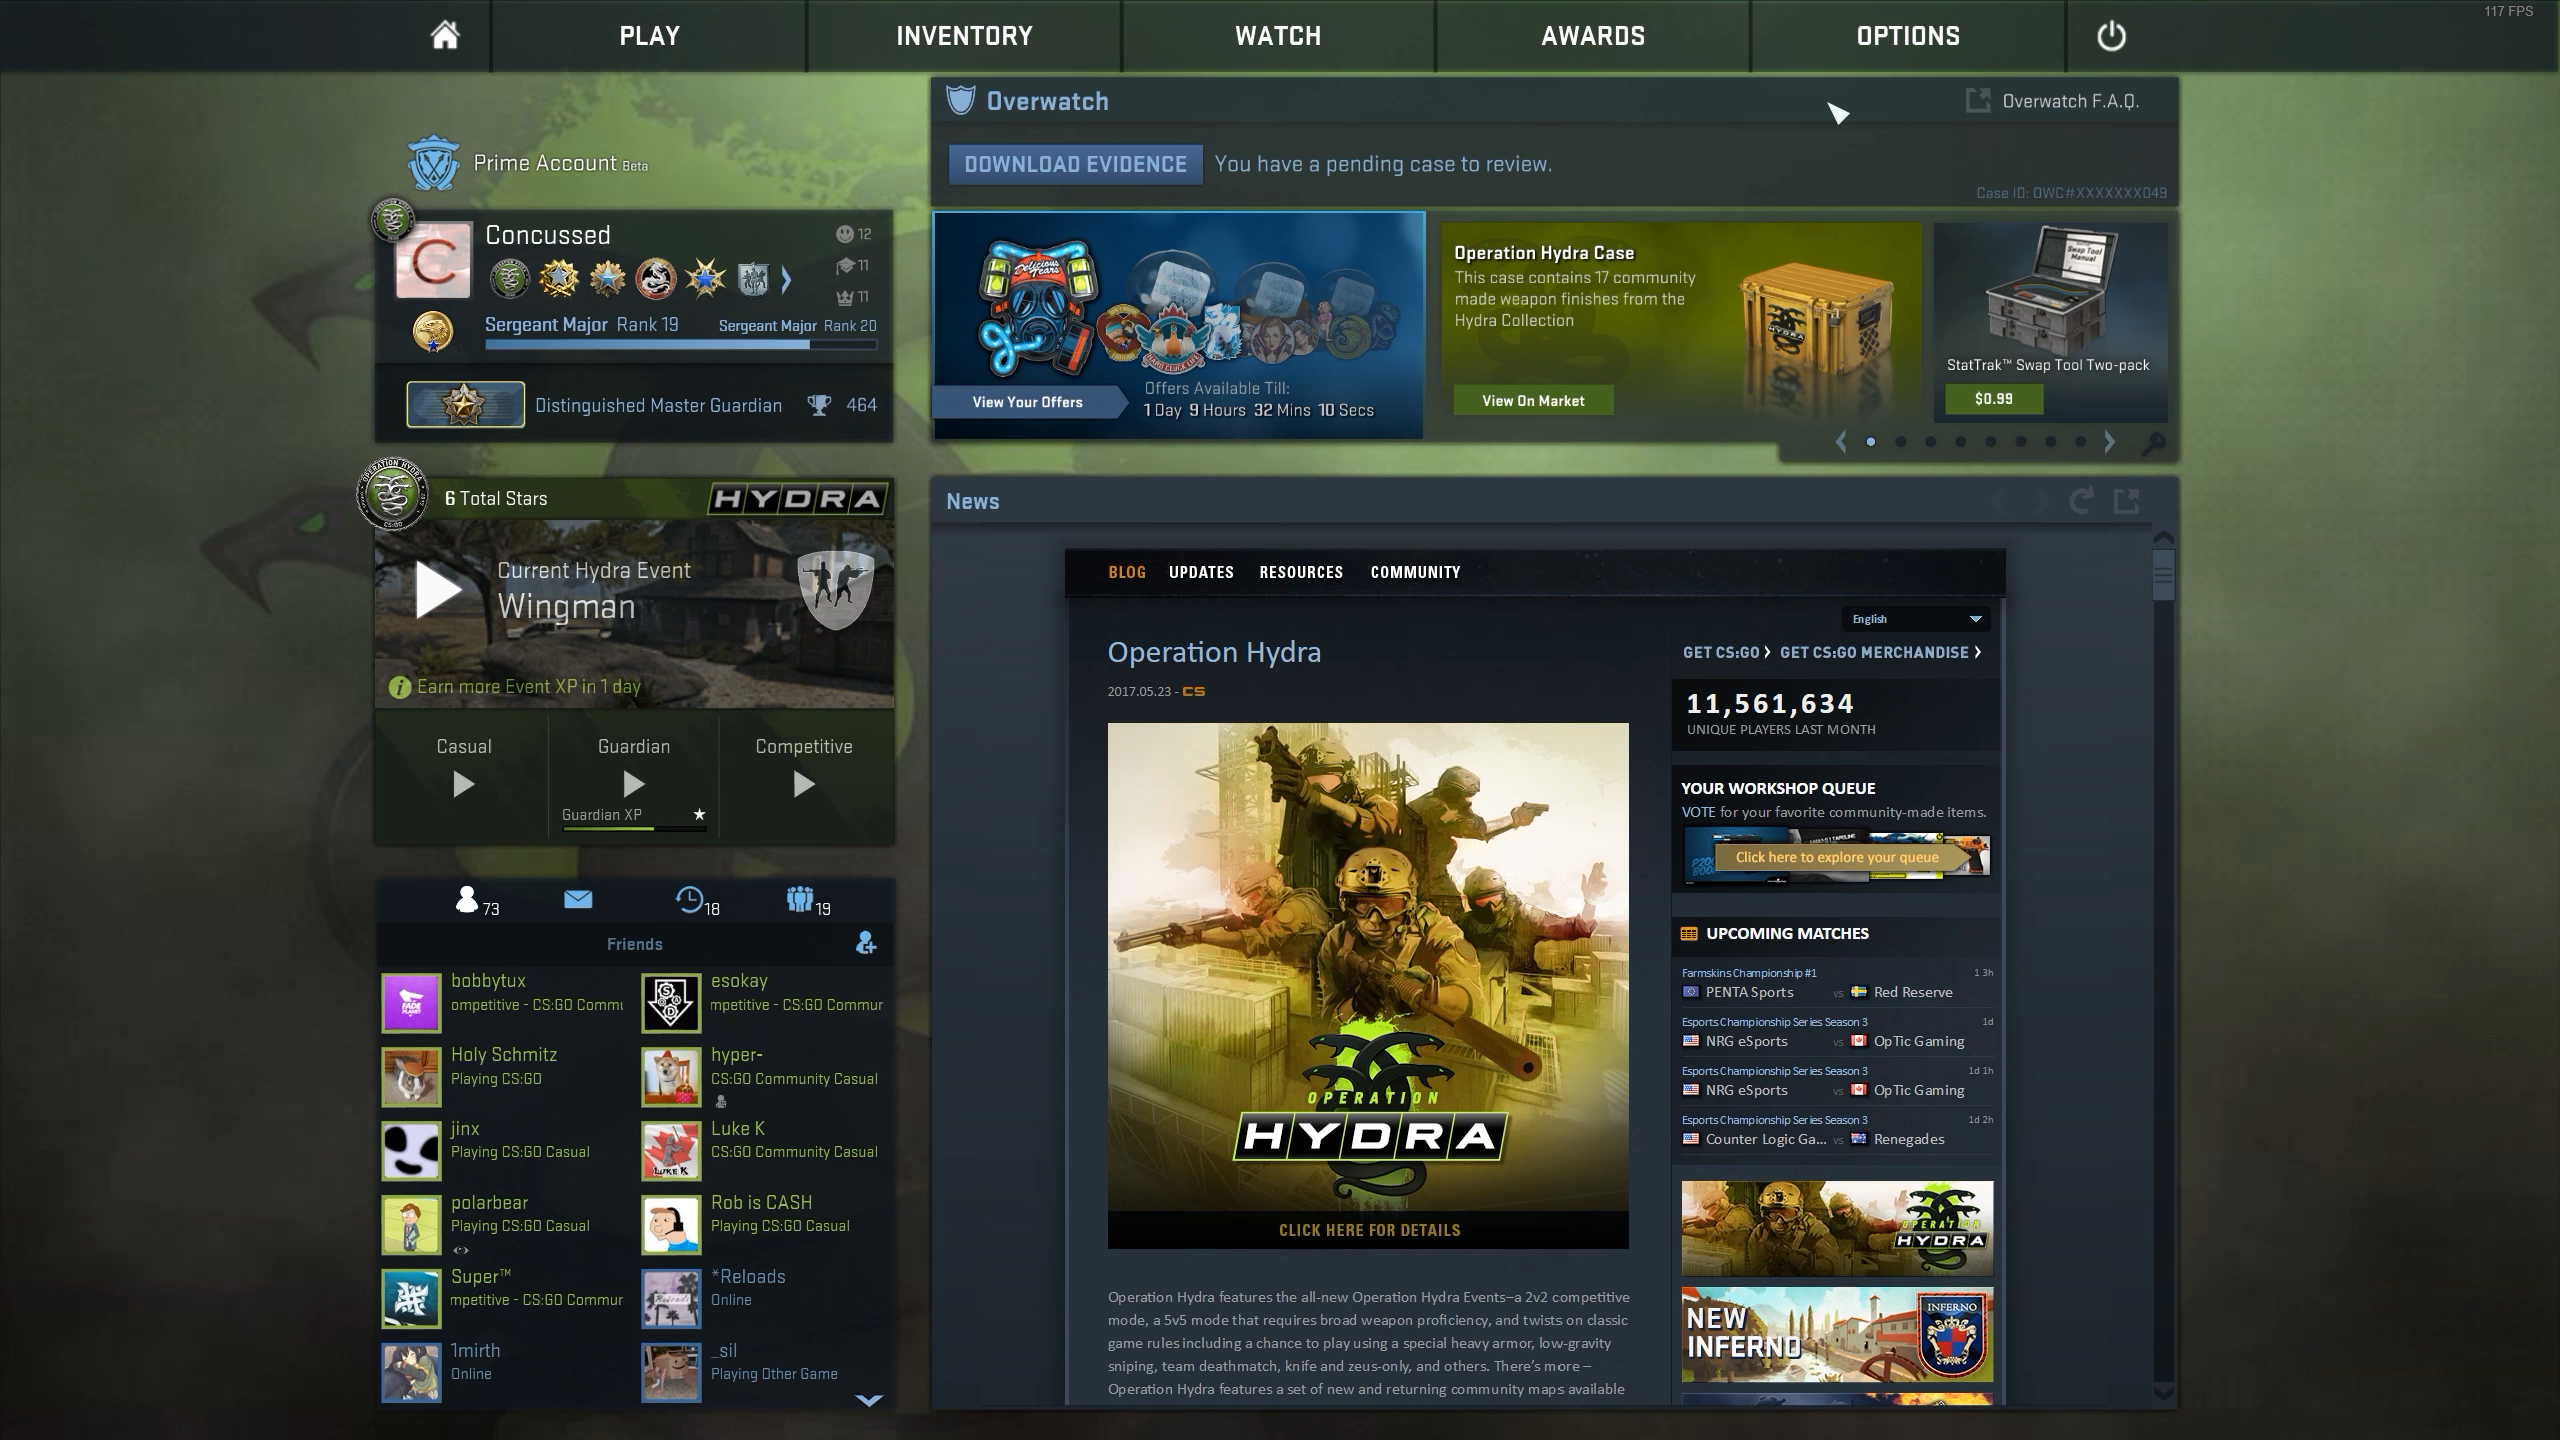 117 FPS
PLAY
INVENTORY
WATCH
AWARDS
OPTIONS
Prime Account Beta
Overwatch
Overwatch F.A.Q.
DOWNLOAD EVIDENCE
You have a pending case to review.
Case ID: OWC#XXXXXXX049
Concussed
12
11
11
Sergeant Major Rank 19
Sergeant Major Rank 20
Distinguished Master Guardian
464
Delicious Tears
View Your Offers
Offers Available Till:
1 Day 9 Hours 32 Mins 10 Secs
Operation Hydra Case
This case contains 17 community
made weapon finishes from the
Hydra Collection
View On Market
HYDRA
Swap Tool
Manual
StatTrak™ Swap Tool Two-pack
$0.99
OPERATION HYDRA
CS:GO
6 Total Stars
HYDRA
Current Hydra Event
Wingman
Earn more Event XP in 1 day
Casual
Guardian
Competitive
Guardian XP
73
18
19
Friends
bobbytux
ompetitive - CS:GO Commu
esokay
mpetitive - CS:GO Commur
Holy Schmitz
Playing CS:GO
hyper-
CS:GO Community Casual
jinx
Playing CS:GO Casual
Luke K
CS:GO Community Casual
LUKE K
polarbear
Playing CS:GO Casual
Rob is CASH
Playing CS:GO Casual
Super™
mpetitive - CS:GO Commur
*Reloads
Online
1mirth
Online
_sil
Playing Other Game
News
BLOG
UPDATES
RESOURCES
COMMUNITY
English
Operation Hydra
2017.05.23 - CS
OPERATION
HYDRA
CLICK HERE FOR DETAILS
Operation Hydra features the all-new Operation Hydra Events–a 2v2 competitive
mode, a 5v5 mode that requires broad weapon proficiency, and twists on classic
game rules including a chance to play using a special heavy armor, low-gravity
sniping, team deathmatch, knife and zeus-only, and others. There's more –
Operation Hydra features a set of new and returning community maps available
GET CS:GO
GET CS:GO MERCHANDISE
11,561,634
UNIQUE PLAYERS LAST MONTH
YOUR WORKSHOP QUEUE
VOTE for your favorite community-made items.
Click here to explore your queue
UPCOMING MATCHES
Farmskins Championship #1
1 3h
PENTA Sports vs Red Reserve
Esports Championship Series Season 3
1d
NRG eSports vs OpTic Gaming
Esports Championship Series Season 3
1d 1h
NRG eSports vs OpTic Gaming
Esports Championship Series Season 3
1d 2h
Counter Logic Ga... vs Renegades
OPERATION
HYDRA
NEW
INFERNO
INFERNO